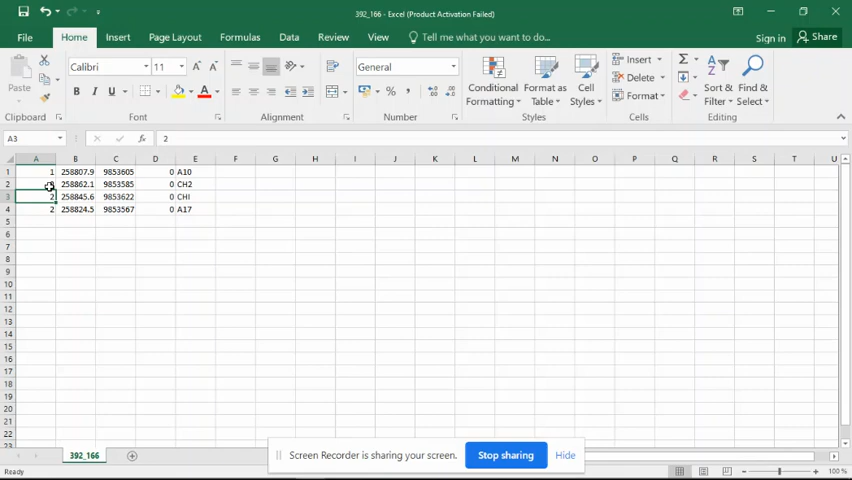 392_166 - Excel (Product Activation Failed)
File Home Insert Page Layout Formulas Data Review View Tell me what you want to do... Sign in Share
Paste Calibri 11 A A B I U A General % Conditional Formatting Format as Table Cell Styles Insert Delete Format Σ Sort & Filter Find & Select
Clipboard Font Alignment Number Styles Cells Editing
A3 fx 2
A B C D E F G H I J K L M N O P Q R S T U
1 1 258807.9 9853605 0 A10
2 258862.1 9853585 0 CH2
3 2 258845.6 9853622 0 CHI
4 2 258824.5 9853567 0 A17
5
6
7
8
9
10
11
12
13
14
15
16
17
18
19
20
21
22
23
Screen Recorder is sharing your screen. Stop sharing Hide
392_166
Ready 100 %